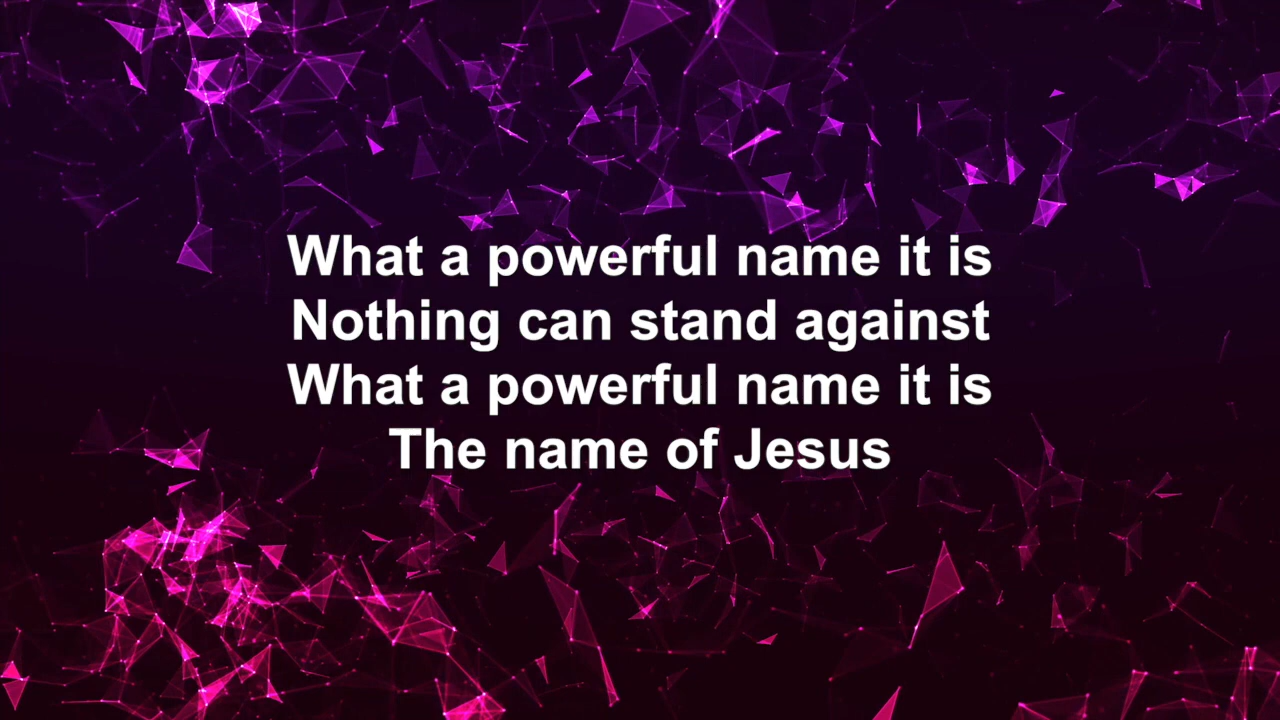 What a powerful name it is
Nothing can stand against
What a powerful name it is
The name of Jesus